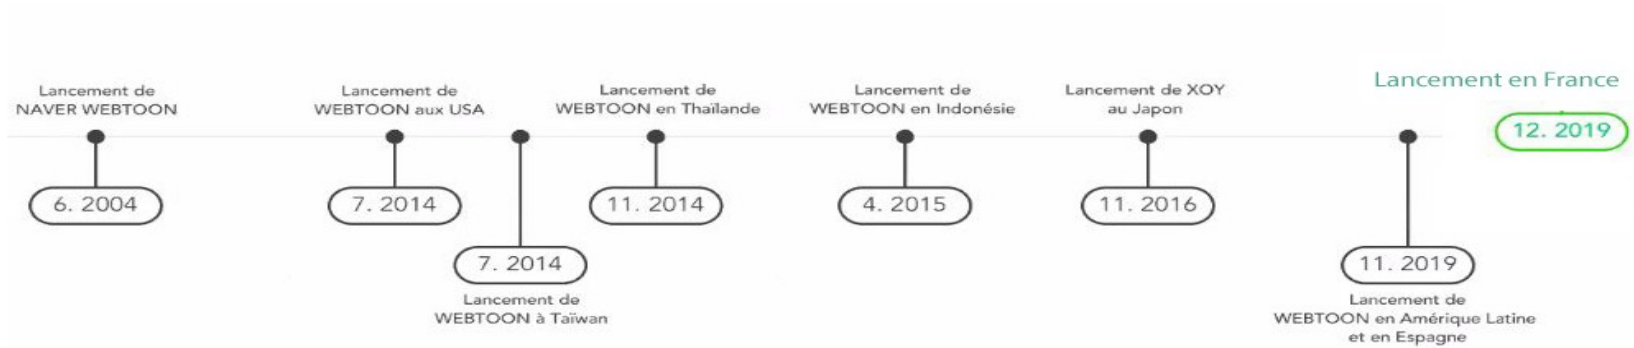 Lancement de
NAVER WEBTOON
6. 2004
Lancement de
WEBTOON aux USA
7. 2014
7. 2014
Lancement de
WEBTOON à Taïwan
Lancement de
WEBTOON en Thaïlande
11. 2014
Lancement de
WEBTOON en Indonésie
4. 2015
Lancement de XOY
au Japon
11. 2016
11. 2019
Lancement de
WEBTOON en Amérique Latine
et en Espagne
Lancement en France
12. 2019